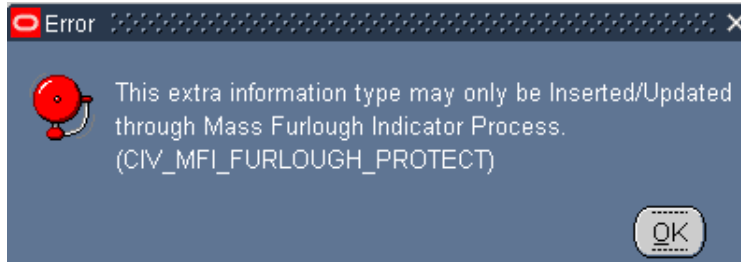 Error
This extra information type may only be Inserted/Updated
through Mass Furlough Indicator Process.
(CIV_MFI_FURLOUGH_PROTECT)
OK